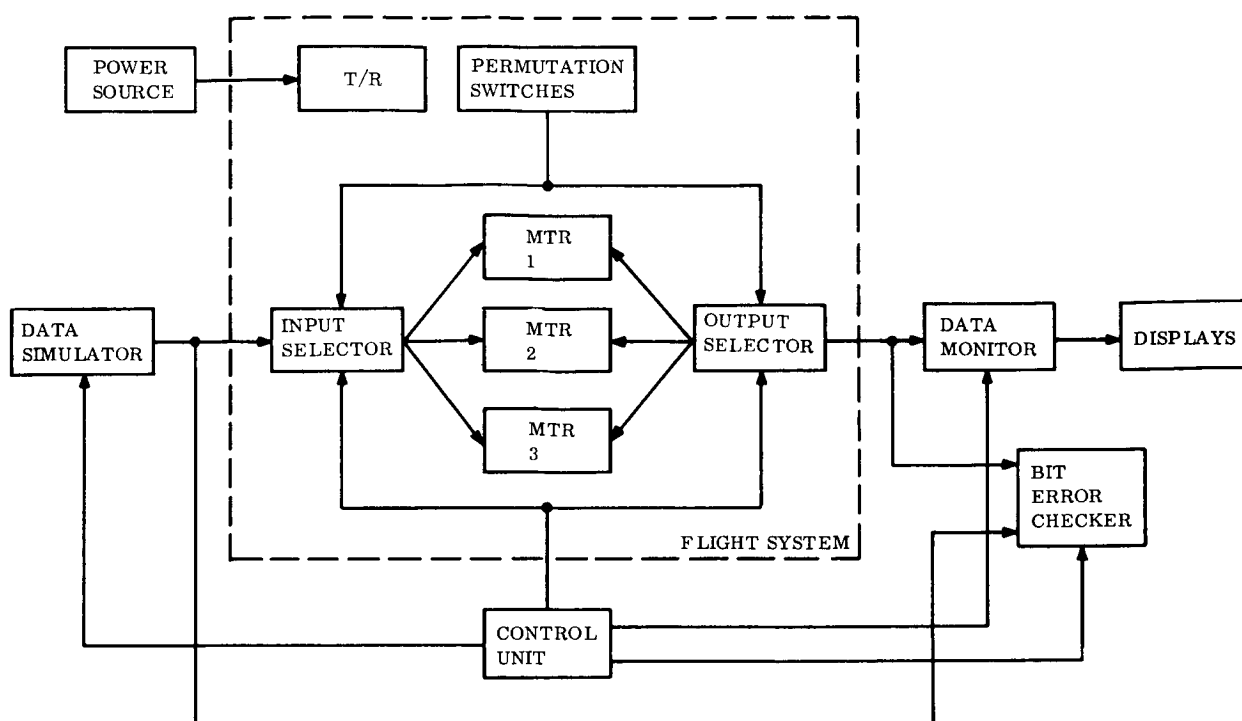 POWER
SOURCE
T/R
PERMUTATION
SWITCHES
MTR
1
DATA
SIMULATOR
INPUT
SELECTOR
MTR
2
OUTPUT
SELECTOR
DATA
MONITOR
DISPLAYS
MTR
3
BIT
ERROR
CHECKER
FLIGHT SYSTEM
CONTROL
UNIT